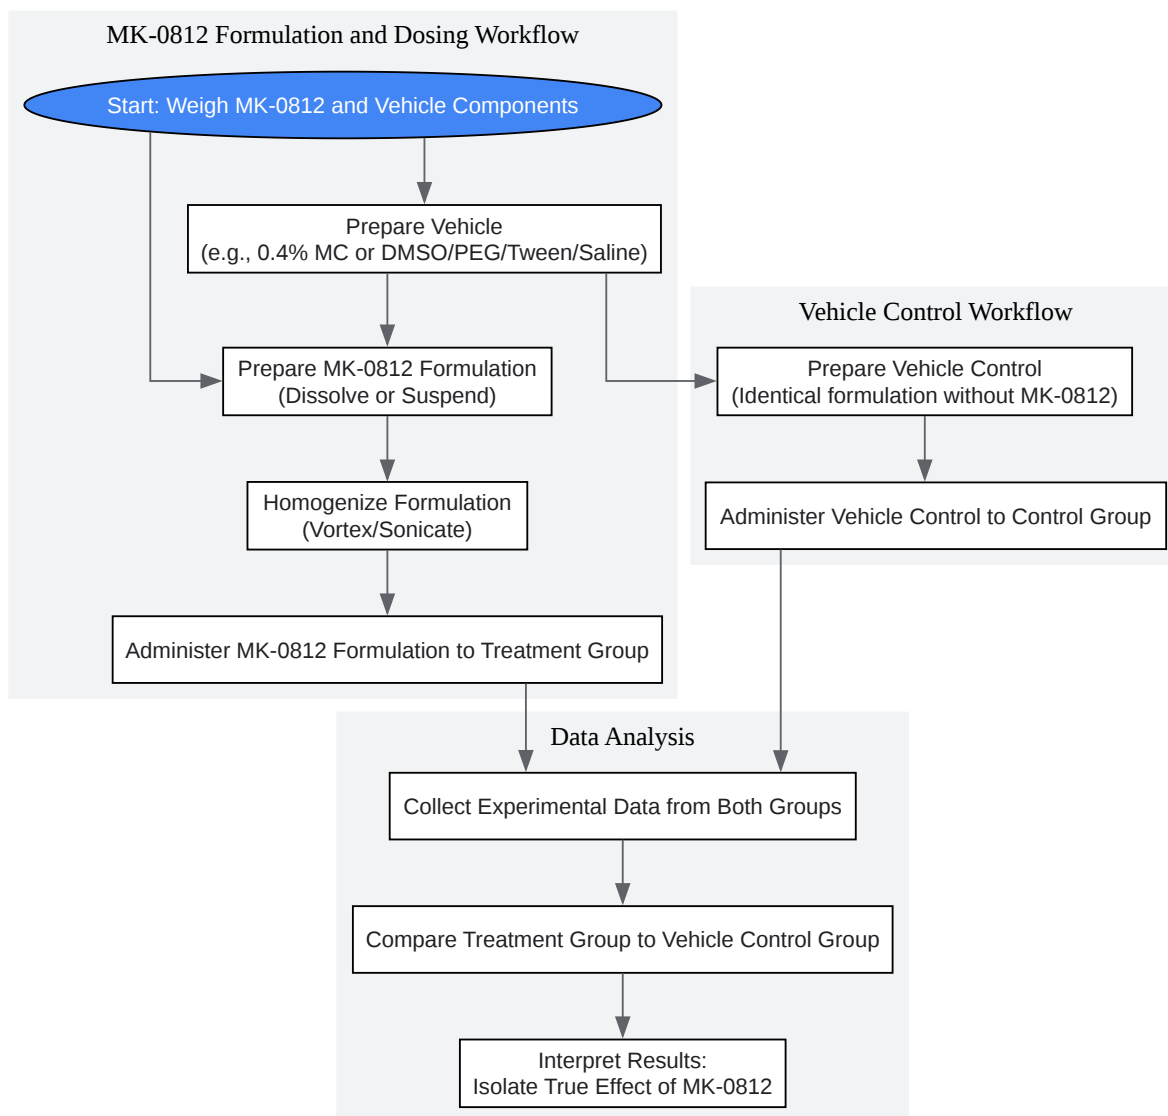 MK-0812 Formulation and Dosing Workflow
Start: Weigh MK-0812 and Vehicle Components
Prepare Vehicle
(e.g., 0.4% MC or DMSO/PEG/Tween/Saline)
Prepare MK-0812 Formulation
(Dissolve or Suspend)
Homogenize Formulation
(Vortex/Sonicate)
Administer MK-0812 Formulation to Treatment Group
Vehicle Control Workflow
Prepare Vehicle Control
(Identical formulation without MK-0812)
Administer Vehicle Control to Control Group
Data Analysis
Collect Experimental Data from Both Groups
Compare Treatment Group to Vehicle Control Group
Interpret Results:
Isolate True Effect of MK-0812